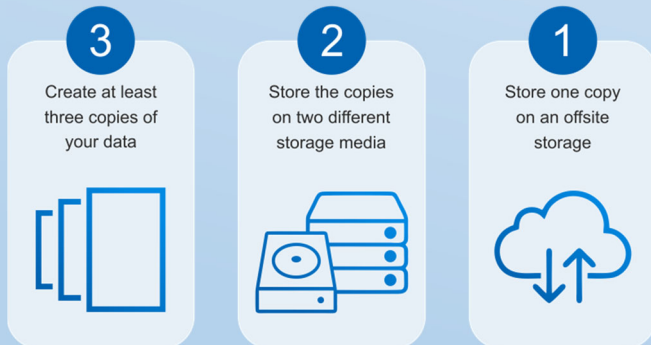 3
Create at least
three copies of
your data
2
Store the copies
on two different
storage media
1
Store one copy
on an offsite
storage